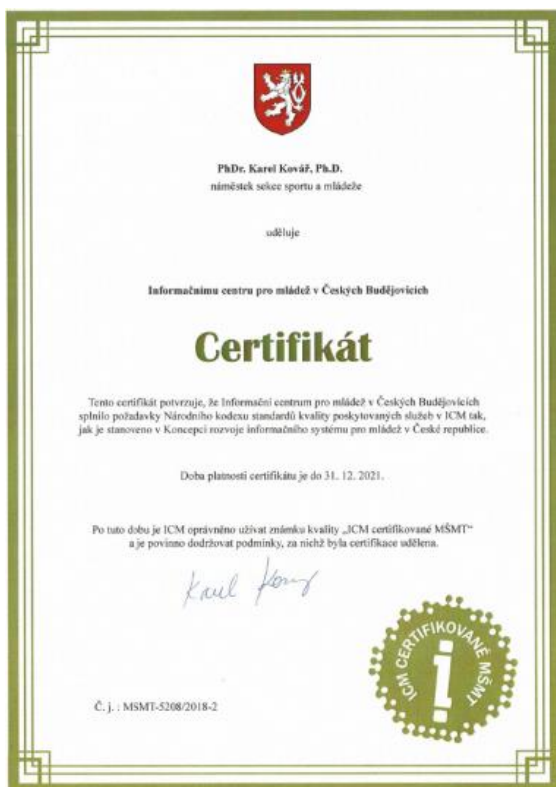 PhDr. Karel Kovář, Ph.D.
náměstek sekce sportu a mládeže
uděluje
Informačnímu centru pro mládež v Českých Budějovicích
Certifikát
Tento certifikát potvrzuje, že Informační centrum pro mládež v Českých Budějovicích
splnilo požadavky Národního kodexu standardů kvality poskytovaných služeb v ICM tak,
jak je stanoveno v Koncepci rozvoje informačního systému pro mládež v České republice.
Doba platnosti certifikátu je do 31. 12. 2021.
Po tuto dobu je ICM oprávněno užívat známku kvality „ICM certifikované MŠMT“
a je povinno dodržovat podmínky, za nichž byla certifikace udělena.
ICM CERTIFIKOVANÉ MŠMT
i
Č. j. : MSMT-5208/2018-2